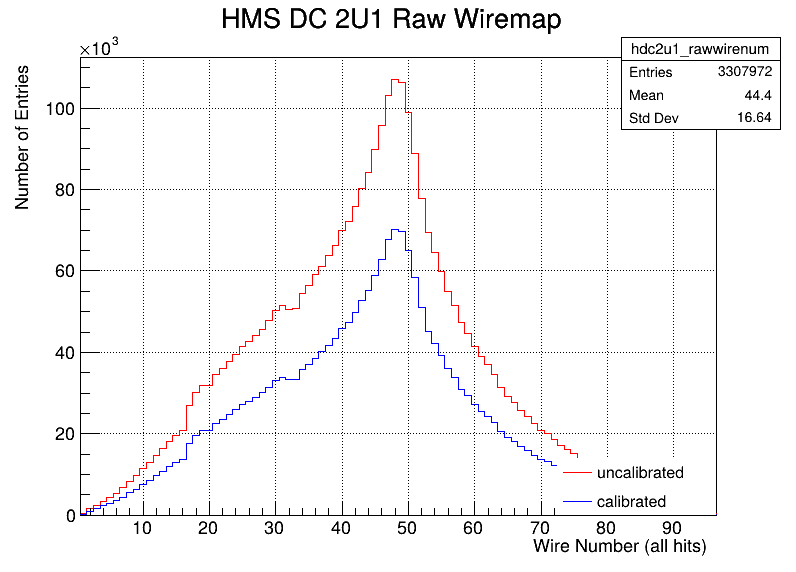 HMS DC 2U1 Raw Wiremap
×10³
hdc2u1_rawwirenum
Entries 3307972
Mean 44.4
Std Dev 16.64
Number of Entries
100
80
60
40
20
0
uncalibrated
calibrated
10 20 30 40 50 60 70 80 90
Wire Number (all hits)